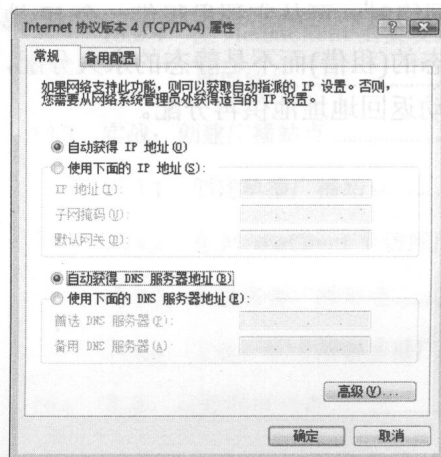 Internet 协议版本 4 (TCP/IPv4) 属性
常规 备用配置
如果网络支持此功能，则可以获取自动指派的 IP 设置。否则，
您需要从网络系统管理员处获得适当的 IP 设置。
自动获得 IP 地址(O)
使用下面的 IP 地址(S):
IP 地址(I):
子网掩码(U):
默认网关(D):
自动获得 DNS 服务器地址(B)
使用下面的 DNS 服务器地址(E):
首选 DNS 服务器(P):
备用 DNS 服务器(A)
高级(V)...
确定 取消